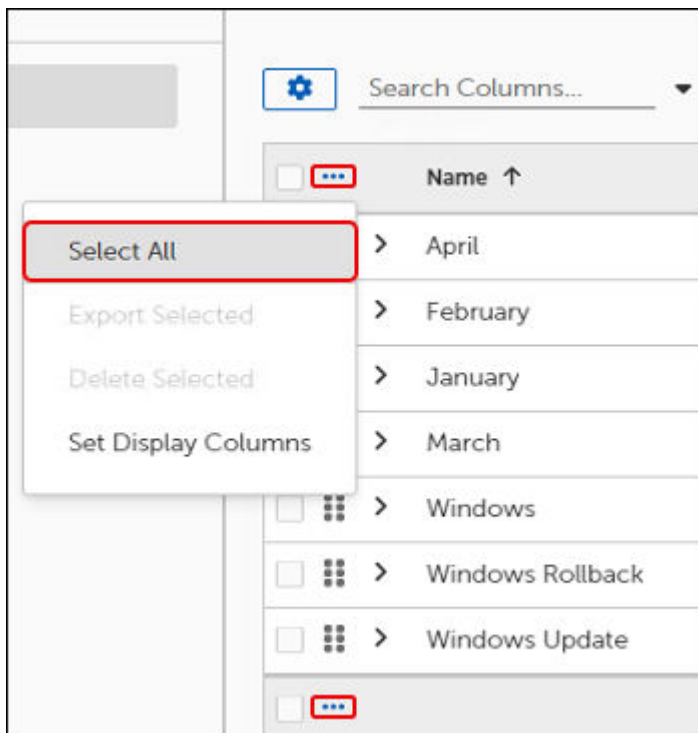 Search Columns...
Name ↑
Select All
April
Export Selected
February
Delete Selected
January
Set Display Columns
March
Windows
Windows Rollback
Windows Update